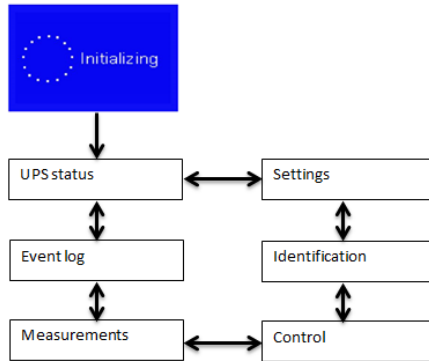 Initializing
UPS status
Settings
Event log
Identification
Measurements
Control